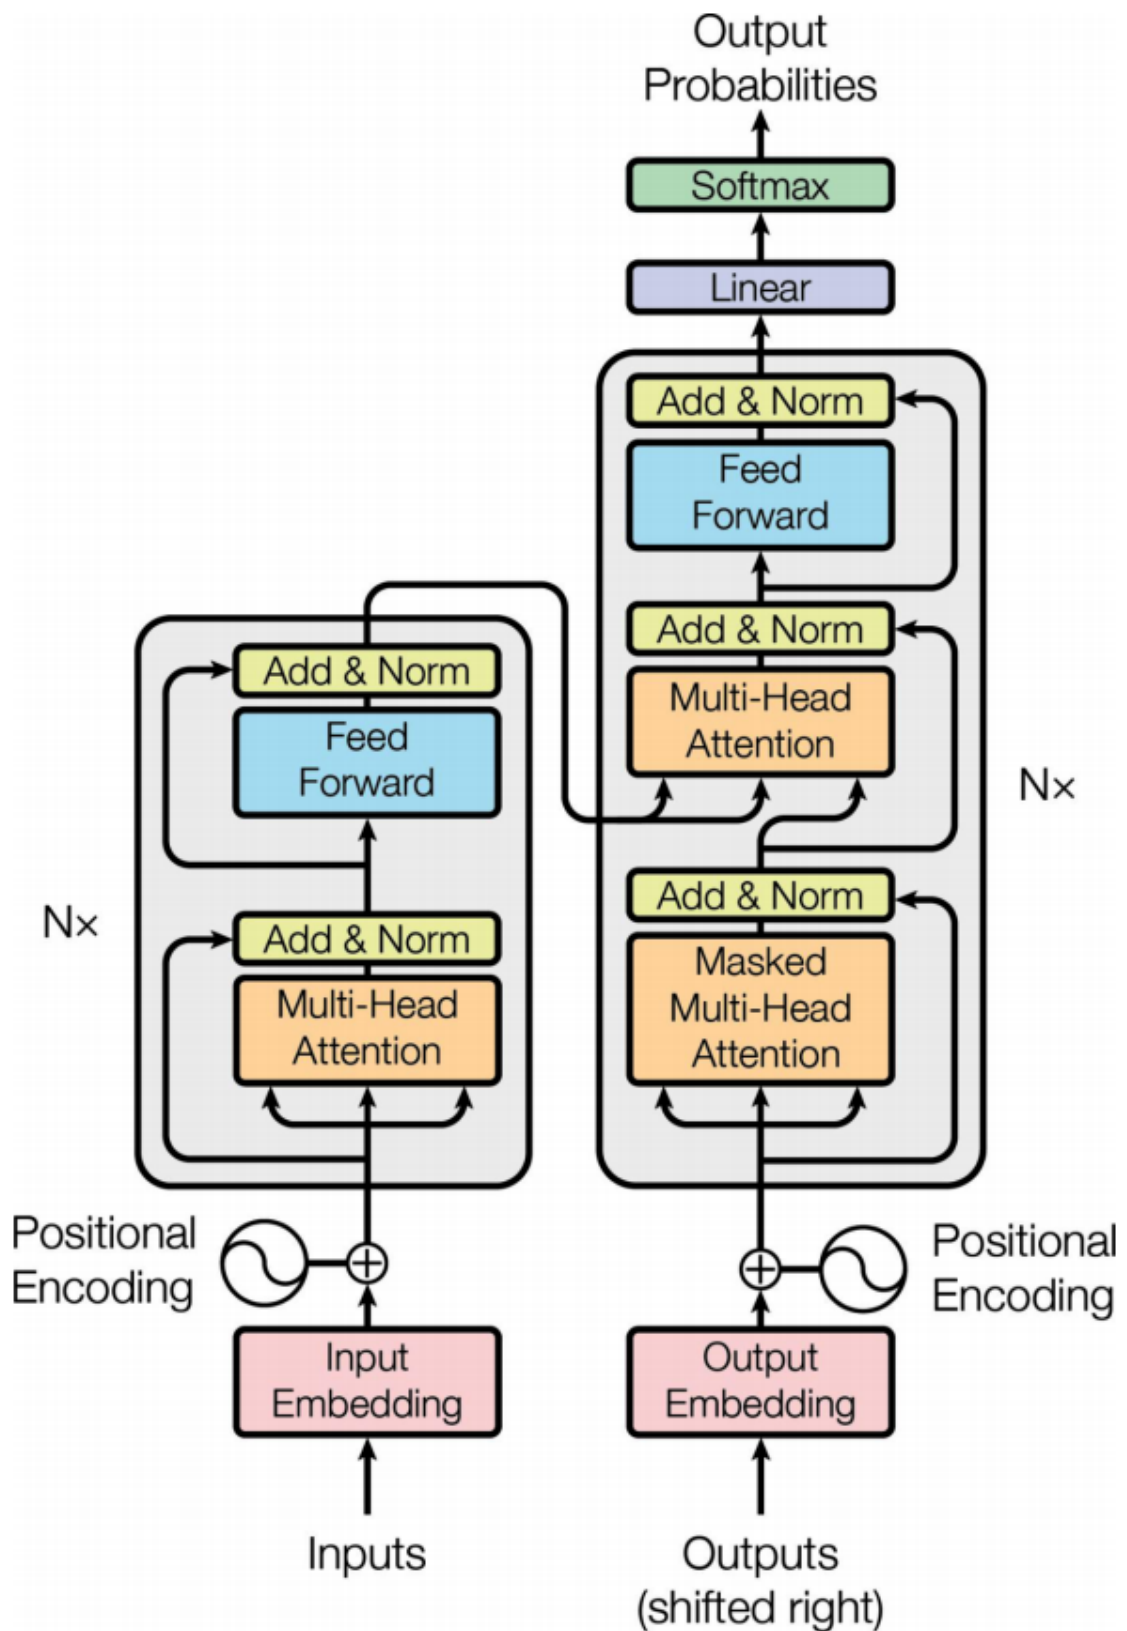 Output
Probabilities
Softmax
Linear
Add & Norm
Feed
Forward
Add & Norm
Multi-Head
Attention
Nx
Add & Norm
Masked
Multi-Head
Attention
Add & Norm
Feed
Forward
Nx
Add & Norm
Multi-Head
Attention
Positional
Encoding
Positional
Encoding
Input
Embedding
Output
Embedding
Inputs
Outputs
(shifted right)